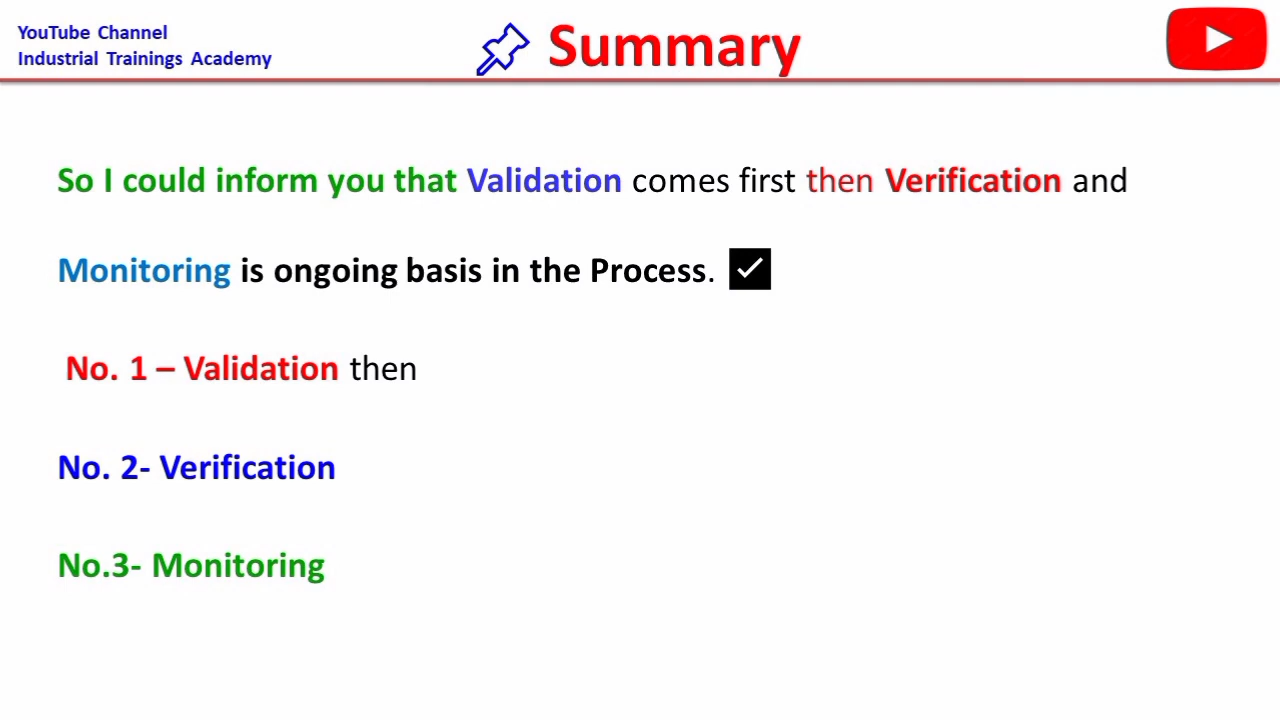 YouTube Channel
Industrial Trainings Academy
Summary
So I could inform you that Validation comes first then Verification and
Monitoring is ongoing basis in the Process.
No. 1 – Validation then
No. 2- Verification
No.3- Monitoring